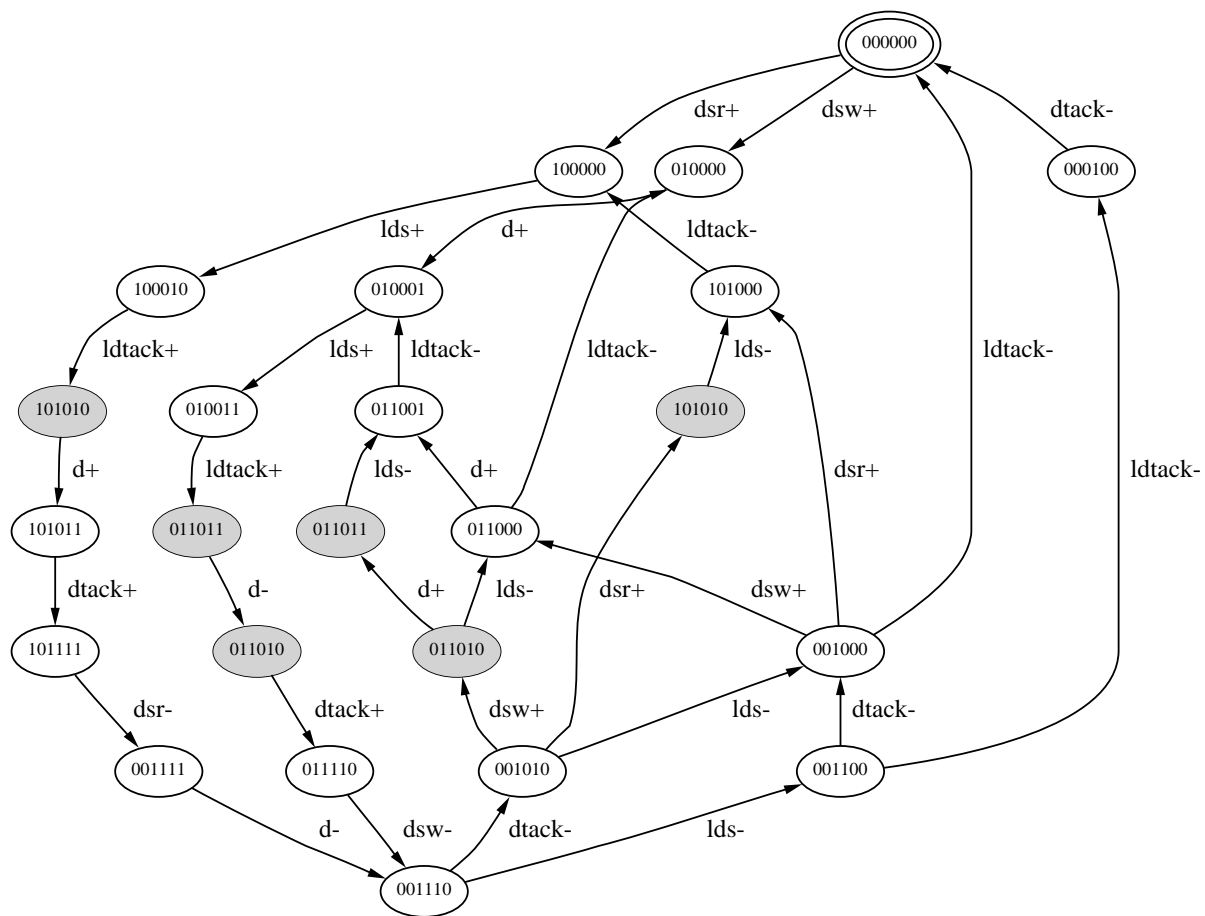 000000
dsr+
dsw+
dtack-
100000
010000
000100
lds+
d+
ldtack-
100010
010001
101000
ldtack+
lds+
ldtack-
ldtack-
lds-
ldtack-
101010
010011
011001
101010
d+
ldtack+
lds-
d+
dsr+
ldtack-
101011
011011
011011
011000
dtack+
d-
d+
lds-
dsr+
dsw+
101111
011010
011010
001000
dsr-
dtack+
dsw+
lds-
dtack-
001111
011110
001010
001100
d-
dsw-
dtack-
lds-
001110